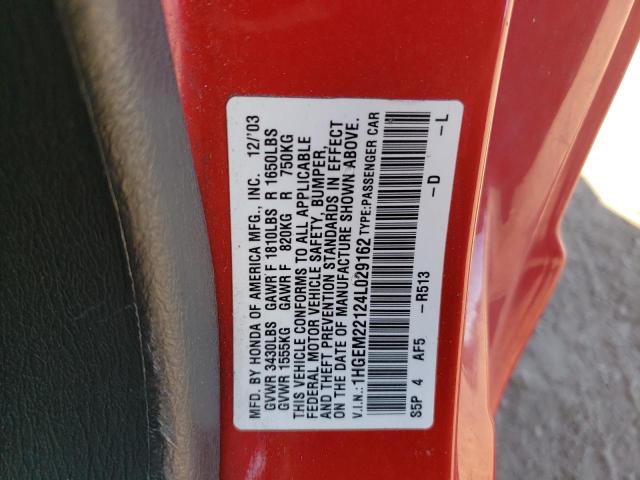 MFD. BY HONDA OF AMERICA MFG., INC. 12/'03
GVWR 3430LBS GAWR F 1810LBS R 1650LBS
GVWR 1555KG GAWR F 820KG R 750KG
THIS VEHICLE CONFORMS TO ALL APPLICABLE
FEDERAL MOTOR VEHICLE SAFETY, BUMPER,
AND THEFT PREVENTION STANDARDS IN EFFECT
ON THE DATE OF MANUFACTURE SHOWN ABOVE.
V.I.N.:1HGEM22124L029162 TYPE:PASSENGER CAR
S5P 4 AF5 –R513 –D –L